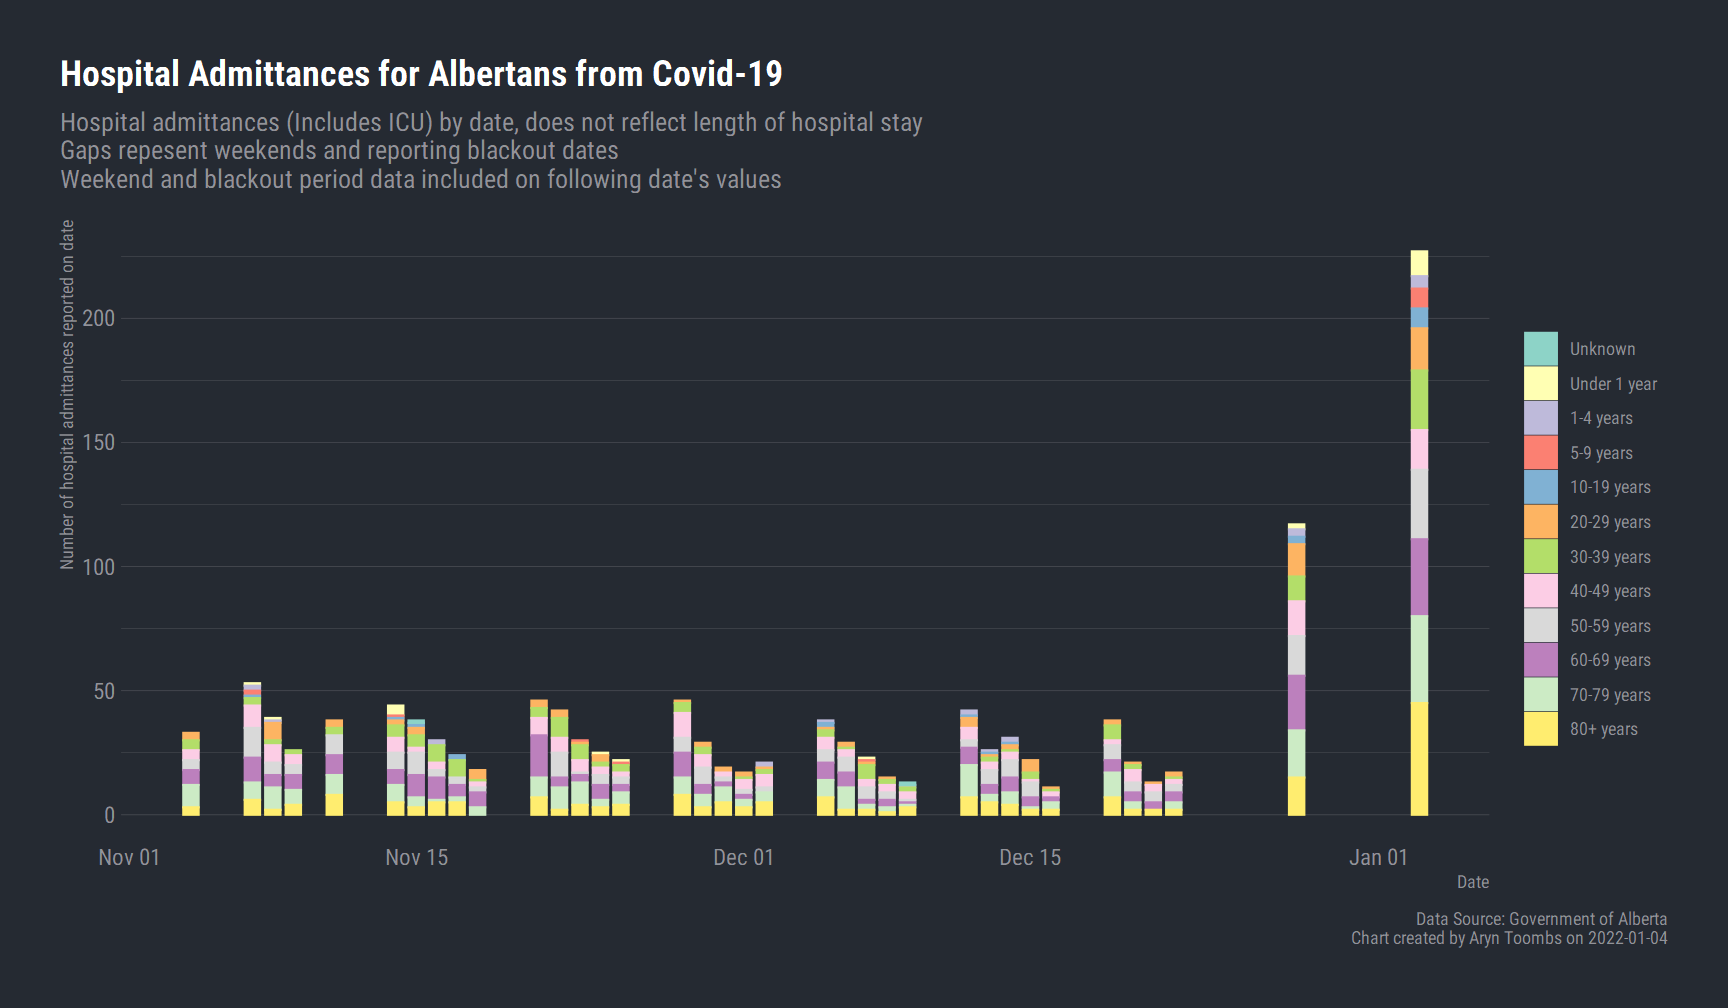 Hospital Admittances for Albertans from Covid-19
Hospital admittances (Includes ICU) by date, does not reflect length of hospital stay
Gaps repesent weekends and reporting blackout dates
Weekend and blackout period data included on following date's values
Number of hospital admittances reported on date
200
150
100
50
0
Nov 01
Nov 15
Dec 01
Dec 15
Jan 01
Date
Unknown
Under 1 year
1-4 years
5-9 years
10-19 years
20-29 years
30-39 years
40-49 years
50-59 years
60-69 years
70-79 years
80+ years
Data Source: Government of Alberta
Chart created by Aryn Toombs on 2022-01-04